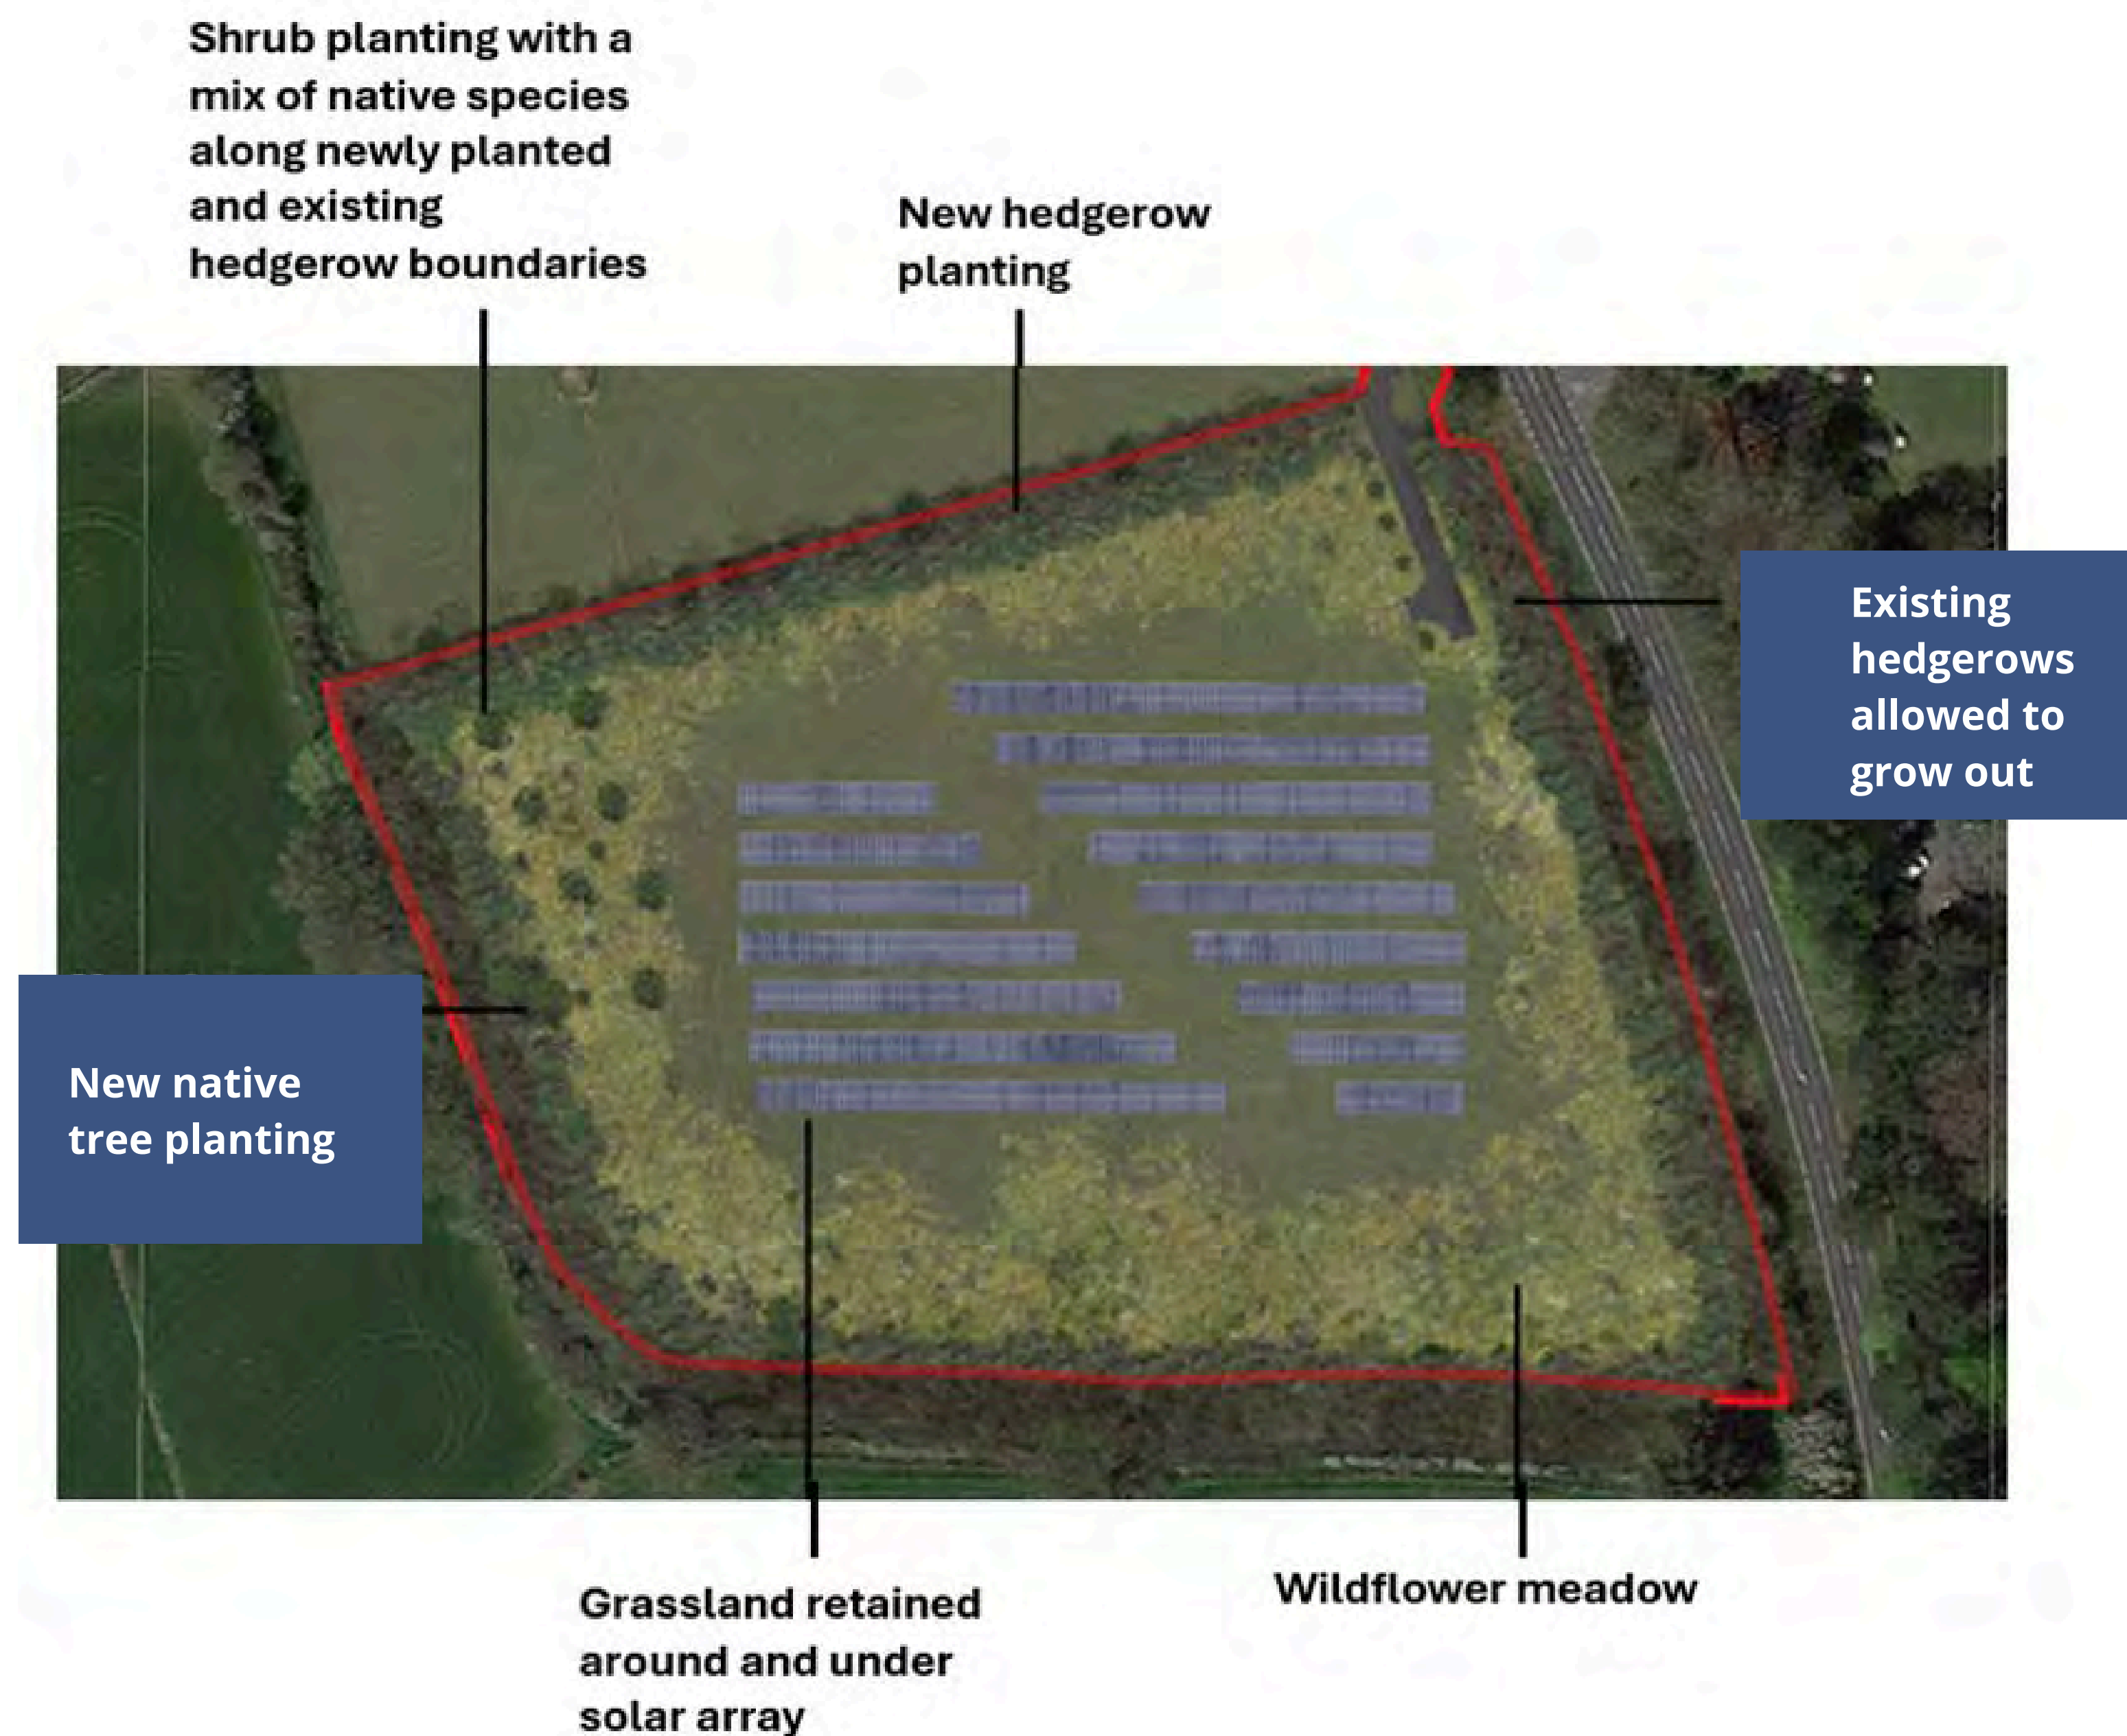 Shrub planting with a
mix of native species
along newly planted
and existing
hedgerow boundaries
New hedgerow
planting
Existing
hedgerows
allowed to
grow out
New native
tree planting
Grassland retained
around and under
solar array
Wildflower meadow